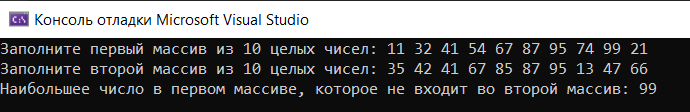 Консоль отладки Microsoft Visual Studio
Заполните первый массив из 10 целых чисел: 11 32 41 54 67 87 95 74 99 21
Заполните второй массив из 10 целых чисел: 35 42 41 67 85 87 95 13 47 66
Наибольшее число в первом массиве, которое не входит во второй массив: 99